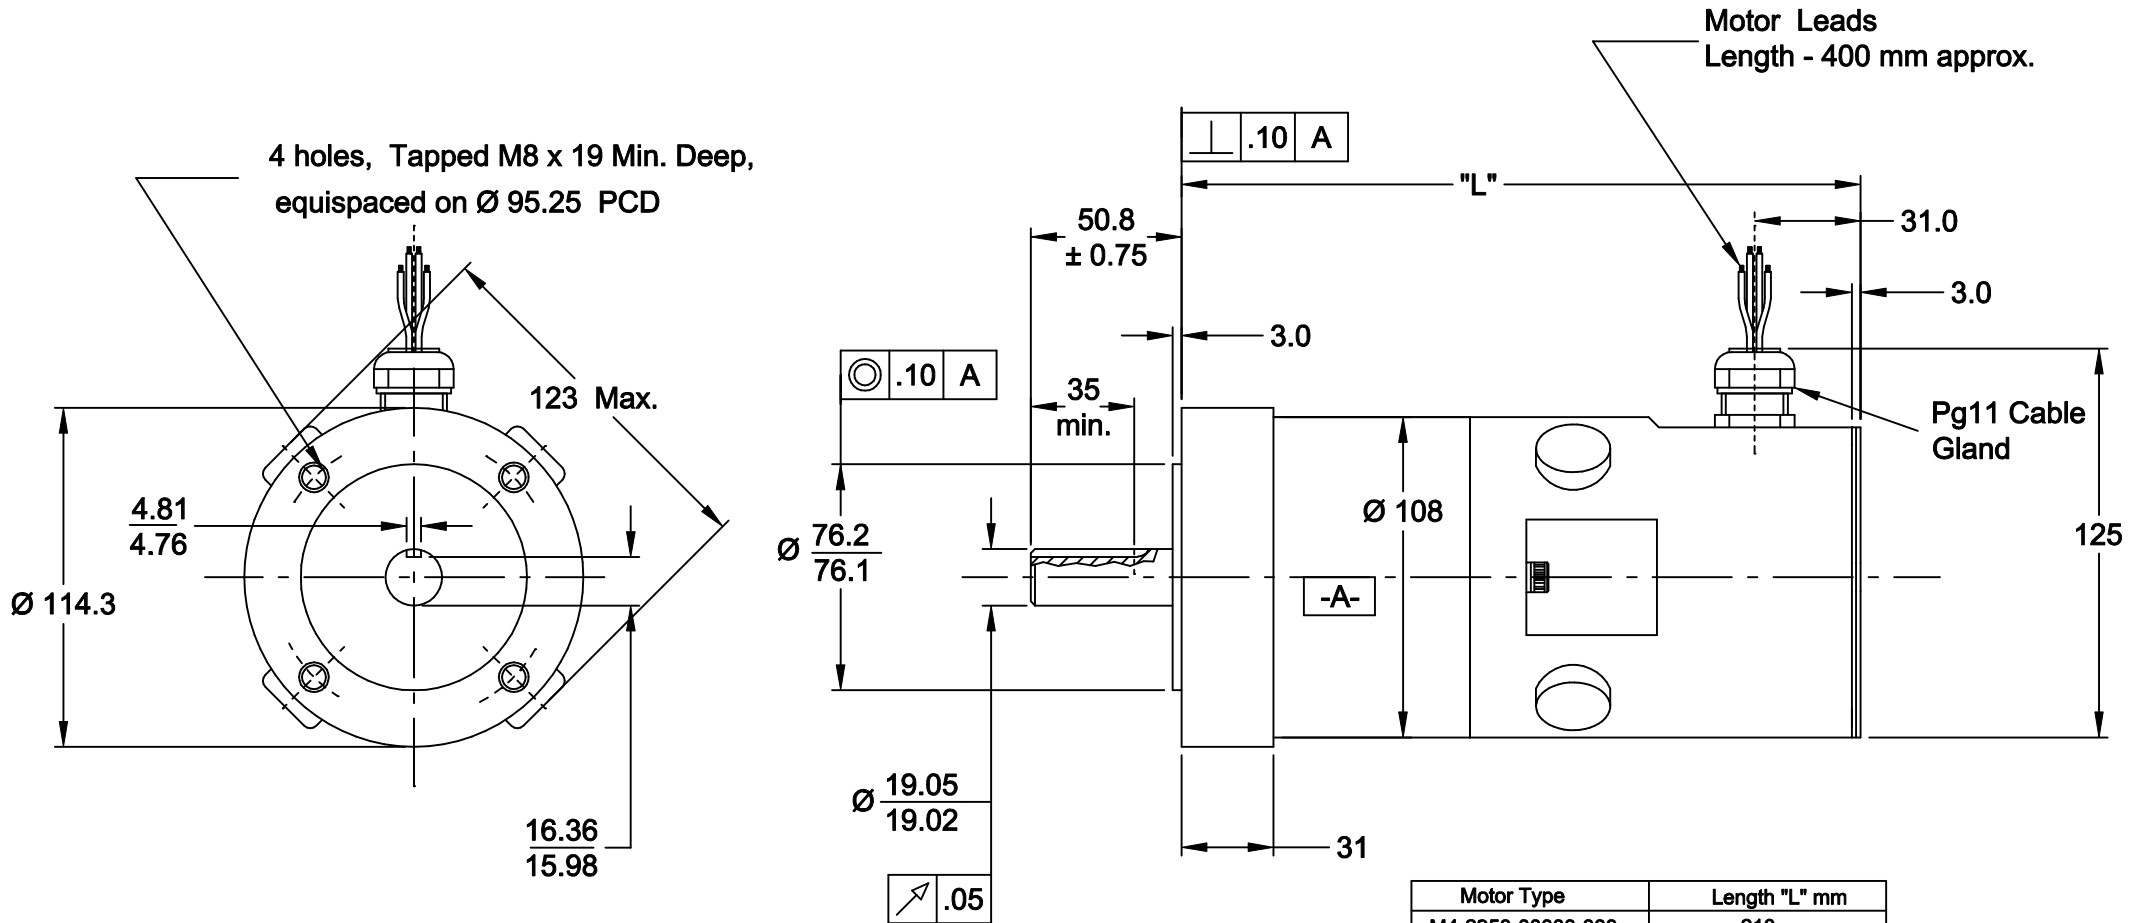 Motor Leads
Length - 400 mm approx.
4 holes, Tapped M8 x 19 Min. Deep,
equispaced on Ø 95.25 PCD
.10 A
"L"
50.8
± 0.75
31.0
3.0
3.0
.10 A
35
min.
123 Max.
Pg11 Cable
Gland
4.81
4.76
Ø 76.2
76.1
Ø 108
125
-A-
Ø 114.3
Ø 19.05
19.02
16.36
15.98
31
.05
Motor Type Length "L" mm